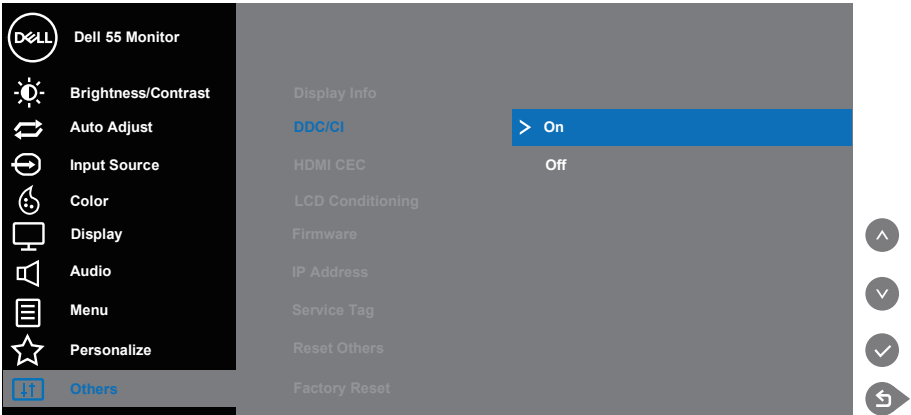 DELL
Dell 55 Monitor
Brightness/Contrast
Auto Adjust
Input Source
Color
Display
Audio
Menu
Personalize
Others
Display Info
DDC/CI
HDMI CEC
LCD Conditioning
Firmware
IP Address
Service Tag
Reset Others
Factory Reset
> On
Off